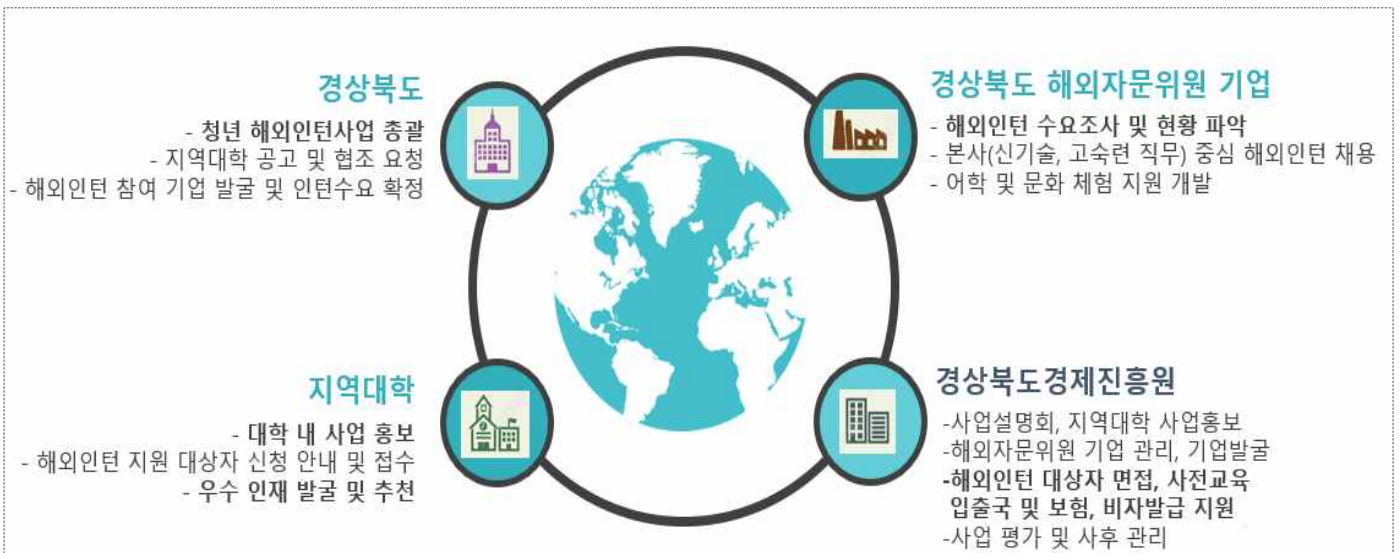 경상북도
- 청년 해외인턴사업 총괄
- 지역대학 공고 및 협조 요청
- 해외인턴 참여 기업 발굴 및 인턴수요 확정
경상북도 해외자문위원 기업
- 해외인턴 수요조사 및 현황 파악
- 본사(신기술, 고숙련 직무) 중심 해외인턴 채용
- 어학 및 문화 체험 지원 개발
지역대학
- 대학 내 사업 홍보
- 해외인턴 지원 대상자 신청 안내 및 접수
- 우수 인재 발굴 및 추천
경상북도경제진흥원
-사업설명회, 지역대학 사업홍보
-해외자문위원 기업 관리, 기업발굴
-해외인턴 대상자 면접, 사전교육
입출국 및 보험, 비자발급 지원
-사업 평가 및 사후 관리